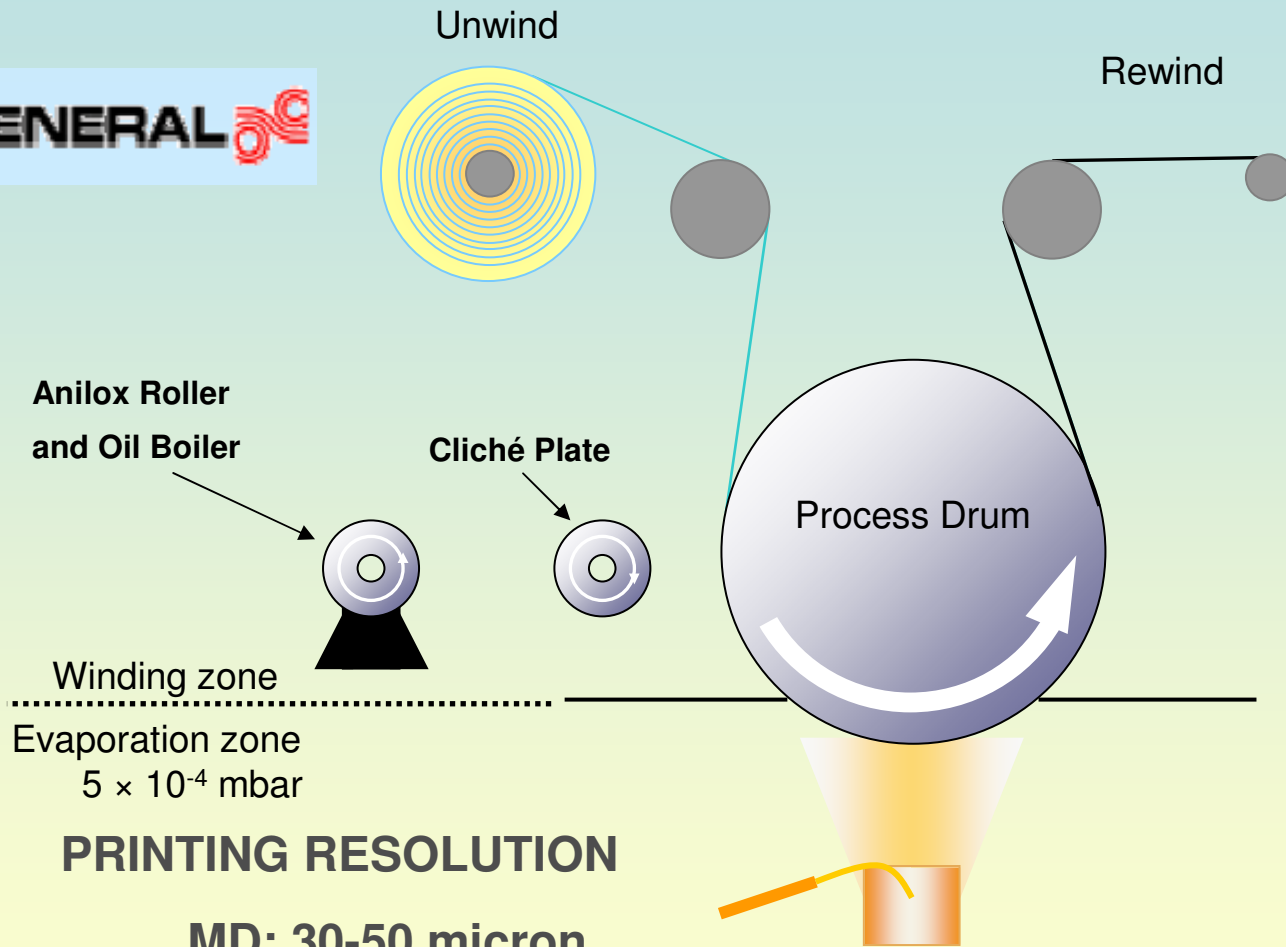 Unwind
Rewind
ENERAL
Anilox Roller
and Oil Boiler
Cliché Plate
Process Drum
Winding zone
Evaporation zone
5 × 10⁻⁴ mbar
PRINTING RESOLUTION
MD: 30-50 micron